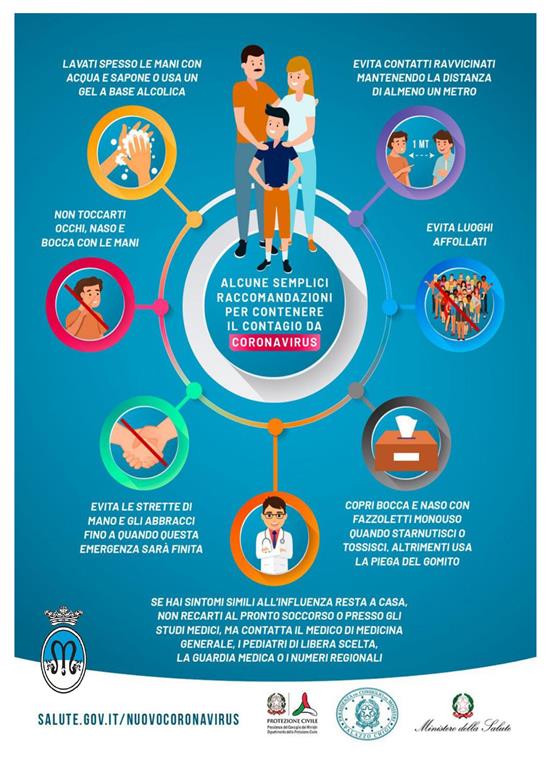 LAVATI SPESSO LE MANI CON
ACQUA E SAPONE O USA UN
GEL A BASE ALCOLICA
EVITA CONTATTI RAVVICINATI
MANTENENDO LA DISTANZA
DI ALMENO UN METRO
1 MT
NON TOCCARTI
OCCHI, NASO E
BOCCA CON LE MANI
EVITA LUOGHI
AFFOLLATI
ALCUNE SEMPLICI
RACCOMANDAZIONI
PER CONTENERE
IL CONTAGIO DA
CORONAVIRUS
EVITA LE STRETTE DI
MANO E GLI ABBRACCI
FINO A QUANDO QUESTA
EMERGENZA SARÀ FINITA
COPRI BOCCA E NASO CON
FAZZOLETTI MONOUSO
QUANDO STARNUTISCI O
TOSSISCI, ALTRIMENTI USA
LA PIEGA DEL GOMITO
SE HAI SINTOMI SIMILI ALL'INFLUENZA RESTA A CASA,
NON RECARTI AL PRONTO SOCCORSO O PRESSO GLI
STUDI MEDICI, MA CONTATTA IL MEDICO DI MEDICINA
GENERALE, I PEDIATRI DI LIBERA SCELTA,
LA GUARDIA MEDICA O I NUMERI REGIONALI
SALUTE.GOV.IT/NUOVOCORONAVIRUS
PROTEZIONE CIVILE
Presidenza del Consiglio dei Ministri
Dipartimento della Protezione Civile
PRESIDENZA DEL CONSIGLIO DEI MINISTRI
PALAZZO CHIGI
Ministero della Salute